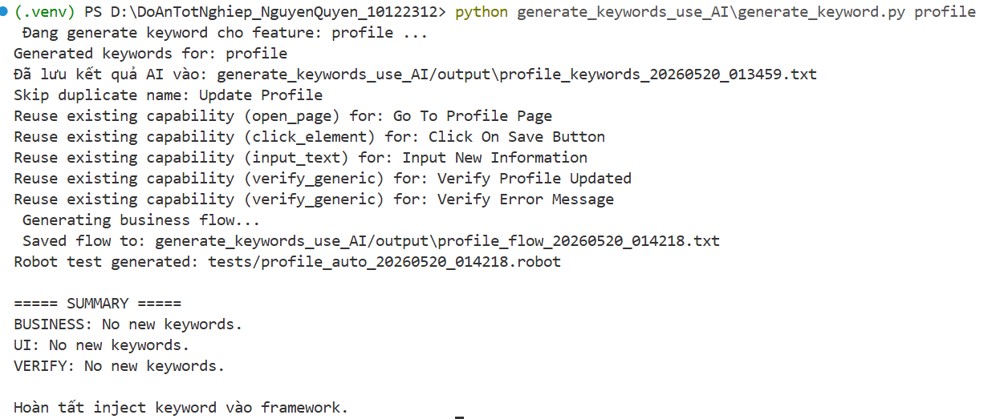 (.venv) PS D:\DoAnTotNghiep_NguyenQuyen_10122312> python generate_keywords_use_AI\generate_keyword.py profile
Đang generate keyword cho feature: profile ...
Generated keywords for: profile
Đã lưu kết quả AI vào: generate_keywords_use_AI/output\profile_keywords_20260520_013459.txt
Skip duplicate name: Update Profile
Reuse existing capability (open_page) for: Go To Profile Page
Reuse existing capability (click_element) for: Click On Save Button
Reuse existing capability (input_text) for: Input New Information
Reuse existing capability (verify_generic) for: Verify Profile Updated
Reuse existing capability (verify_generic) for: Verify Error Message
Generating business flow...
Saved flow to: generate_keywords_use_AI/output\profile_flow_20260520_014218.txt
Robot test generated: tests/profile_auto_20260520_014218.robot
===== SUMMARY =====
BUSINESS: No new keywords.
UI: No new keywords.
VERIFY: No new keywords.
Hoàn tất inject keyword vào framework.